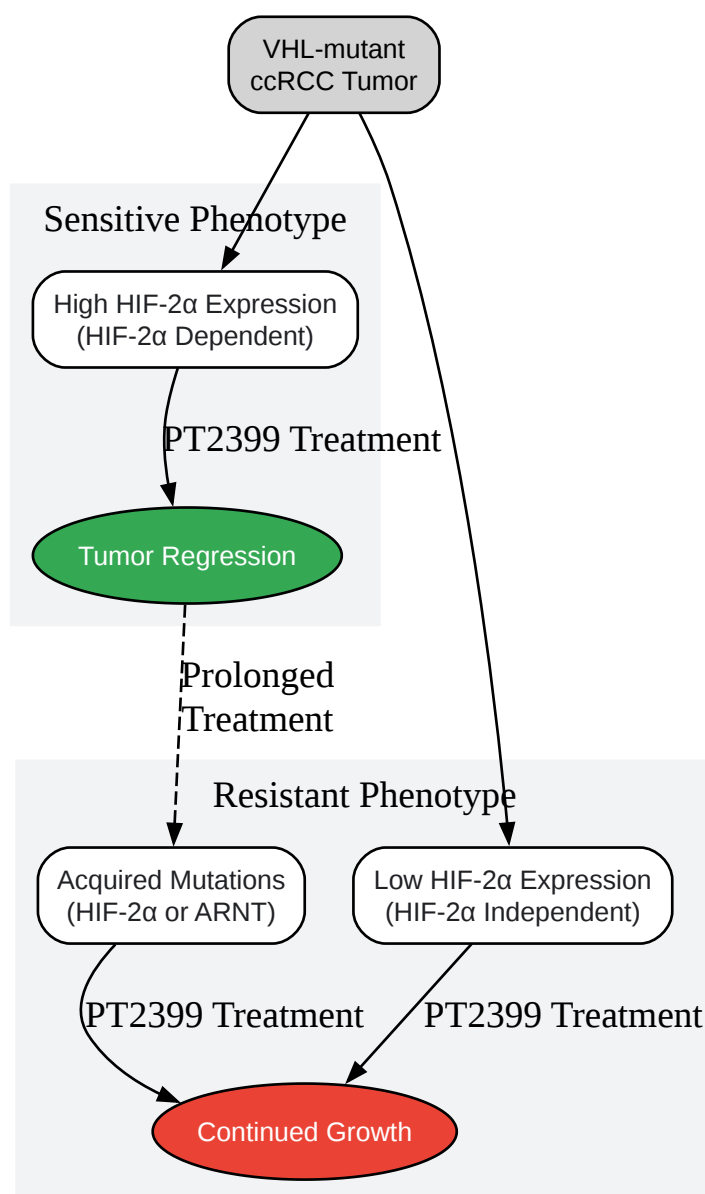 VHL-mutant
ccRCC Tumor
Sensitive Phenotype
High HIF-2α Expression
(HIF-2α Dependent)
PT2399 Treatment
Tumor Regression
Prolonged
Treatment
Resistant Phenotype
Acquired Mutations
(HIF-2α or ARNT)
Low HIF-2α Expression
(HIF-2α Independent)
PT2399 Treatment
PT2399 Treatment
Continued Growth